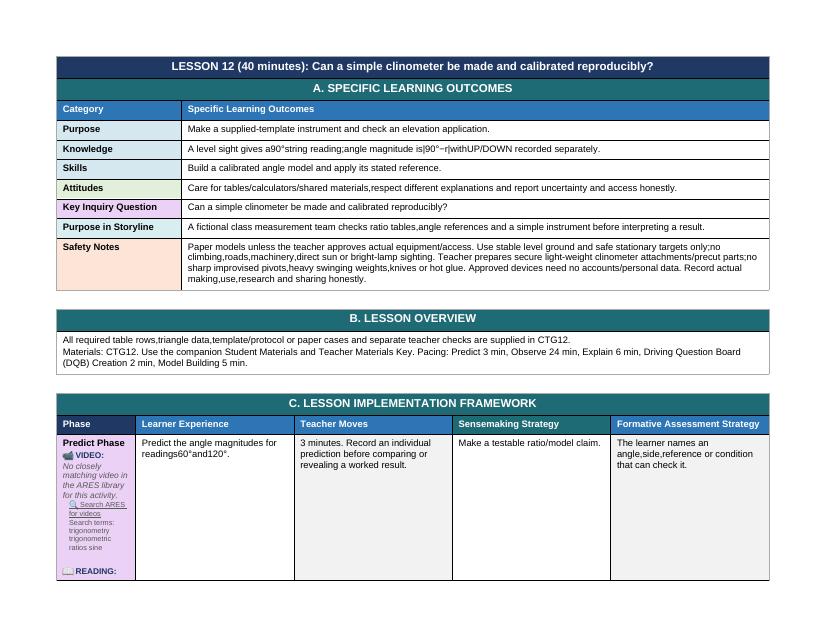 LESSON 12 (40 minutes): Can a simple clinometer be made and calibrated reproducibly?
A. SPECIFIC LEARNING OUTCOMES
Category
Specific Learning Outcomes
Purpose
Make a supplied-template instrument and check an elevation application.
Knowledge
A level sight gives a90°string reading;angle magnitude is|90°−r|withUP/DOWN recorded separately.
Skills
Build a calibrated angle model and apply its stated reference.
Attitudes
Care for tables/calculators/shared materials,respect different explanations and report uncertainty and access honestly.
Key Inquiry Question
Can a simple clinometer be made and calibrated reproducibly?
Purpose in Storyline
A fictional class measurement team checks ratio tables,angle references and a simple instrument before interpreting a result.
Safety Notes
Paper models unless the teacher approves actual equipment/access. Use stable level ground and safe stationary targets only;no
climbing,roads,machinery,direct sun or bright-lamp sighting. Teacher prepares secure light-weight clinometer attachments/precut parts;no
sharp improvised pivots,heavy swinging weights,knives or hot glue. Approved devices need no accounts/personal data. Record actual
making,use,research and sharing honestly.
B. LESSON OVERVIEW
All required table rows,triangle data,template/protocol or paper cases and separate teacher checks are supplied in CTG12.
Materials: CTG12. Use the companion Student Materials and Teacher Materials Key. Pacing: Predict 3 min, Observe 24 min, Explain 6 min, Driving Question Board
(DQB) Creation 2 min, Model Building 5 min.
C. LESSON IMPLEMENTATION FRAMEWORK
Phase
Learner Experience
Teacher Moves
Sensemaking Strategy
Formative Assessment Strategy
Predict Phase
📹 VIDEO:
No closely
matching video in
the ARES library
for this activity.
🔍 Search ARES
for videos
Search terms:
trigonometry
trigonometric
ratios sine
📖 READING:
Predict the angle magnitudes for
readings60°and120°.
3 minutes. Record an individual
prediction before comparing or
revealing a worked result.
Make a testable ratio/model claim.
The learner names an
angle,side,reference or condition
that can check it.